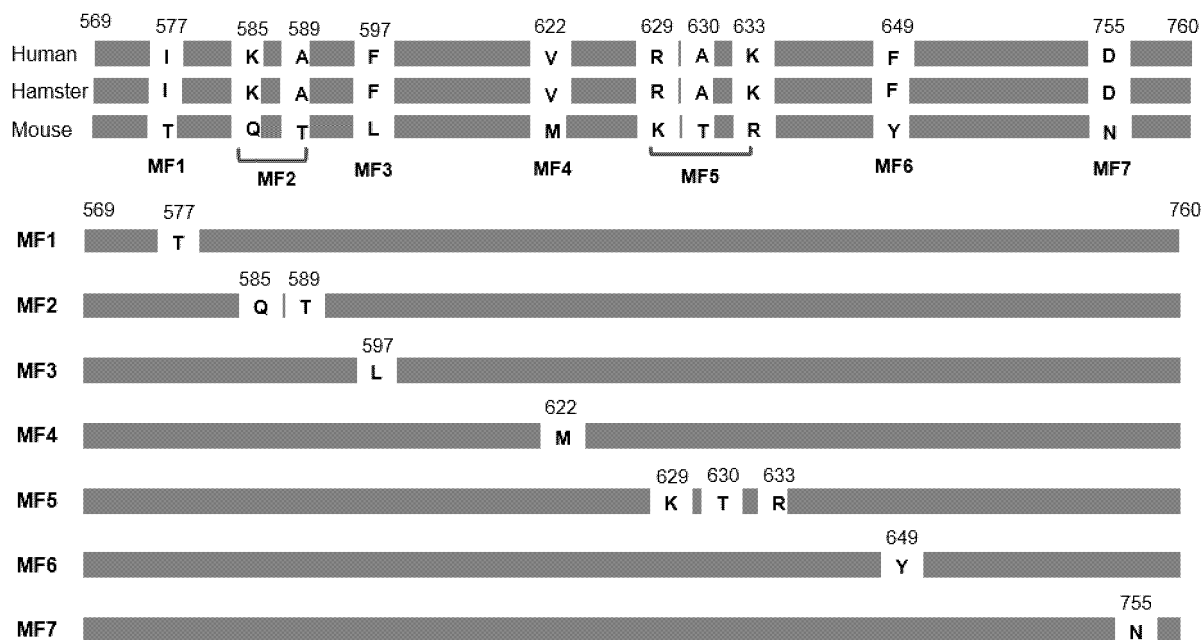 569 577 585 589 597 622 629 630 633 649 755 760
Human I K A F V R A K F D
Hamster I K A F V R A K F D
Mouse T Q T L M K T R Y N
MF1 MF2 MF3 MF4 MF5 MF6 MF7
569 577 760
MF1 T
585 589
MF2 Q T
597
MF3 L
622
MF4 M
629 630 633
MF5 K T R
649
MF6 Y
755
MF7 N